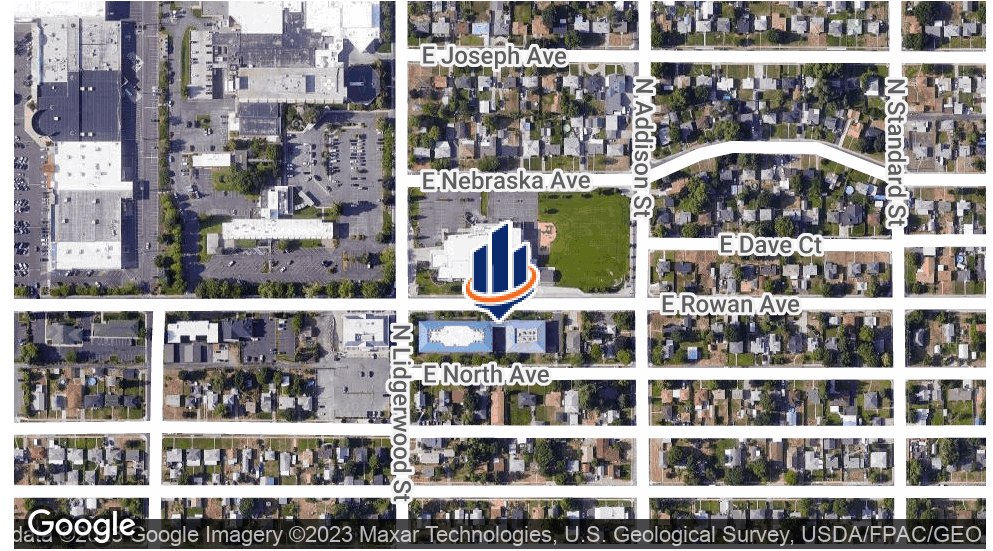 E Joseph Ave
N Addison St
N Standard St
E Nebraska Ave
E Dave Ct
E Rowan Ave
N Lidgerwood St
E North Ave
Google
data Google Imagery ©2023 Maxar Technologies, U.S. Geological Survey, USDA/FPAC/GEO